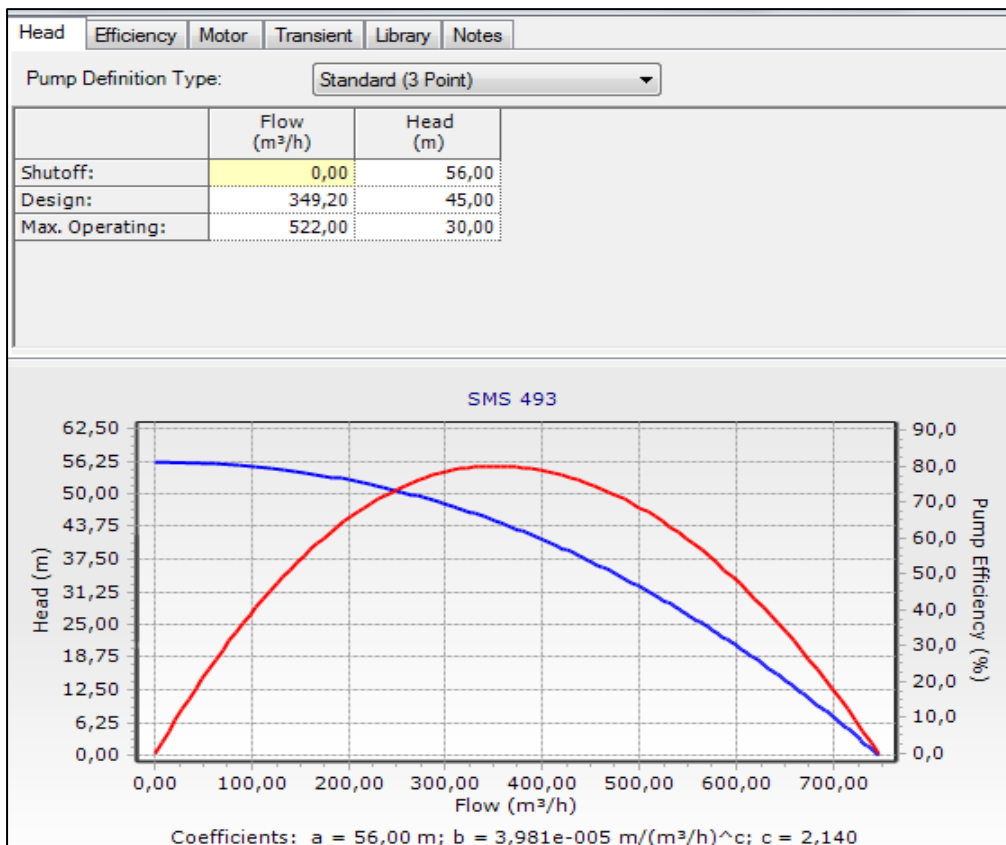 Head Efficiency Motor Transient Library Notes
Pump Definition Type: Standard (3 Point)
Flow Head
(m³/h) (m)
Shutoff: 0,00 56,00
Design: 349,20 45,00
Max. Operating: 522,00 30,00
SMS 493
62,50 90,0
56,25 80,0
50,00 70,0
43,75 60,0
37,50 50,0
31,25 40,0
25,00 30,0
18,75 20,0
12,50 10,0
6,25 0,0
0,00
Head (m)
Pump Efficiency (%)
0,00 100,00 200,00 300,00 400,00 500,00 600,00 700,00
Flow (m³/h)
Coefficients: a = 56,00 m; b = 3,981e-005 m/(m³/h)^c; c = 2,140